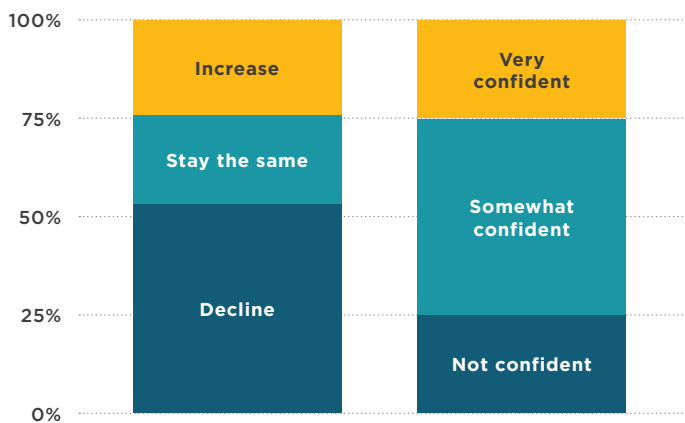 100%
Increase
Very
confident
75%
Stay the same
Somewhat
confident
50%
Decline
25%
Not confident
0%